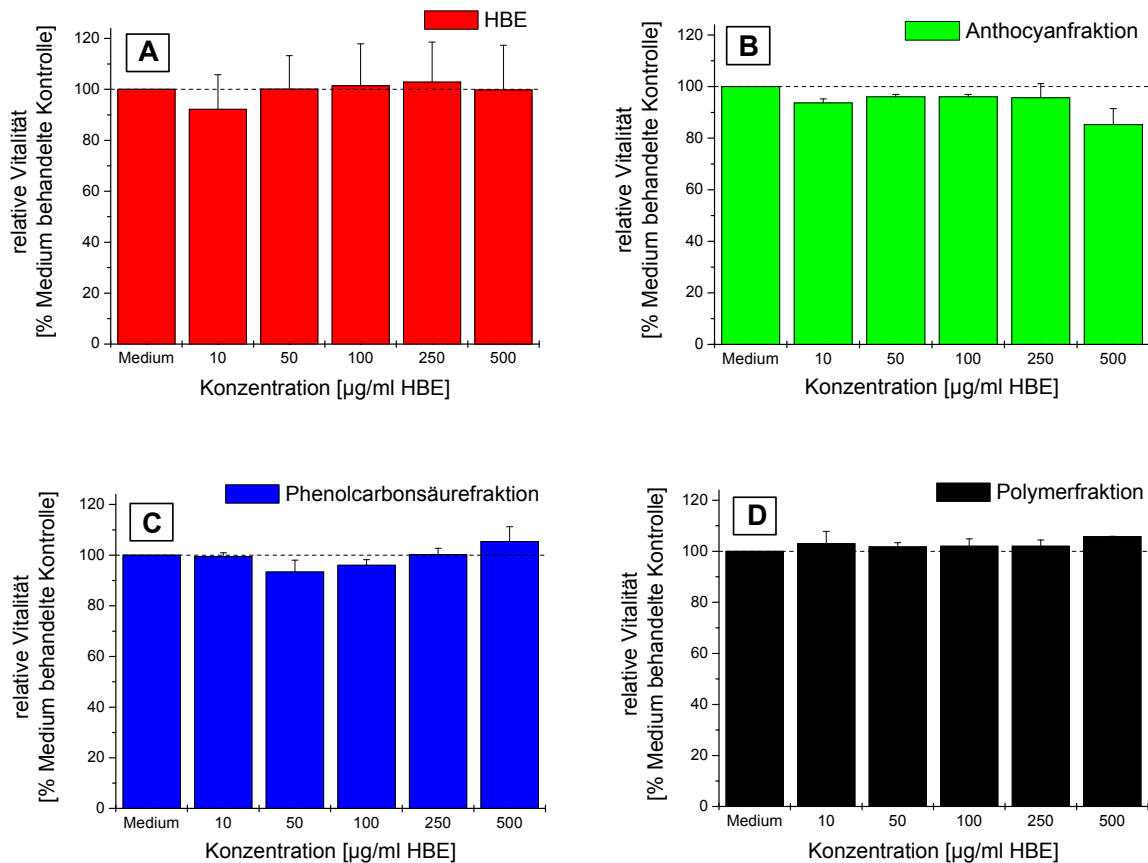 HBE
A
120
100
80
60
40
20
0
relative Vitalität
[% Medium behandelte Kontrolle]
Medium 10 50 100 250 500
Konzentration [µg/ml HBE]
Anthocyanfraktion
B
120
100
80
60
40
20
0
relative Vitalität
[% Medium behandelte Kontrolle]
Medium 10 50 100 250 500
Konzentration [µg/ml HBE]
Phenolcarbonsäurefraktion
C
120
100
80
60
40
20
0
relative Vitalität
[% Medium behandelte Kontrolle]
Medium 10 50 100 250 500
Konzentration [µg/ml HBE]
Polymerfraktion
D
120
100
80
60
40
20
0
relative Vitalität
[% Medium behandelte Kontrolle]
Medium 10 50 100 250 500
Konzentration [µg/ml HBE]